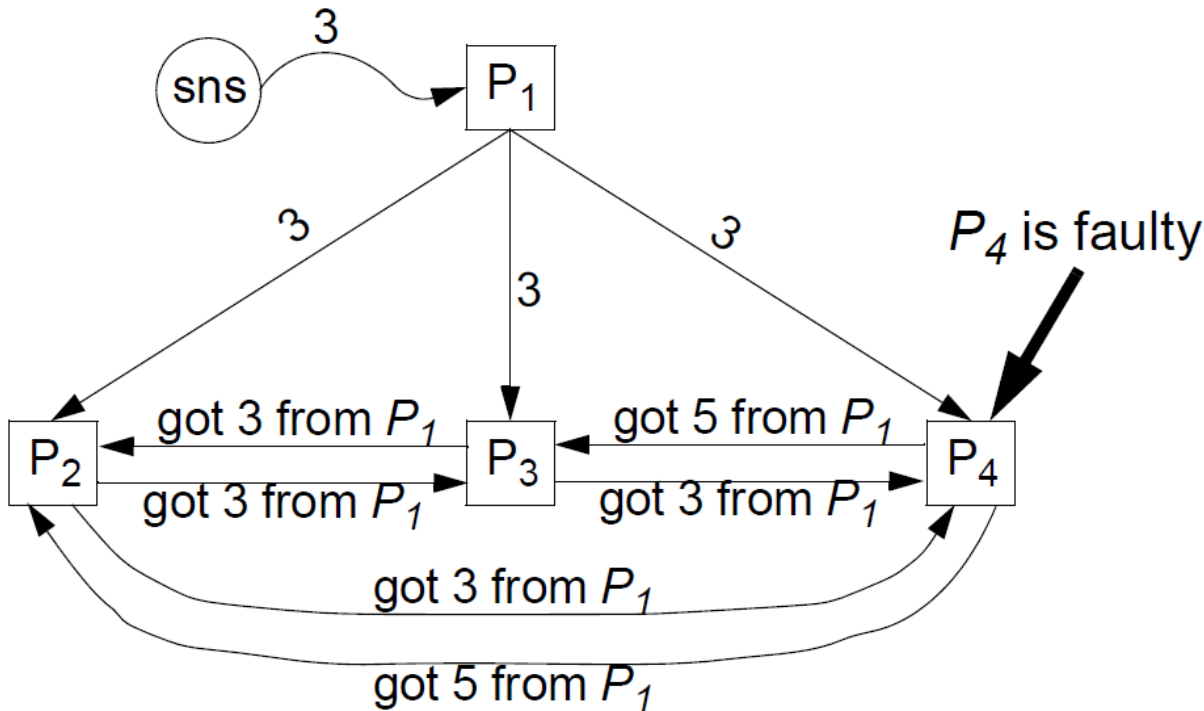 3
sns
P1
3
3
3
P4 is faulty
got 3 from P1
got 5 from P1
P2
P3
P4
got 3 from P1
got 3 from P1
got 3 from P1
got 5 from P1